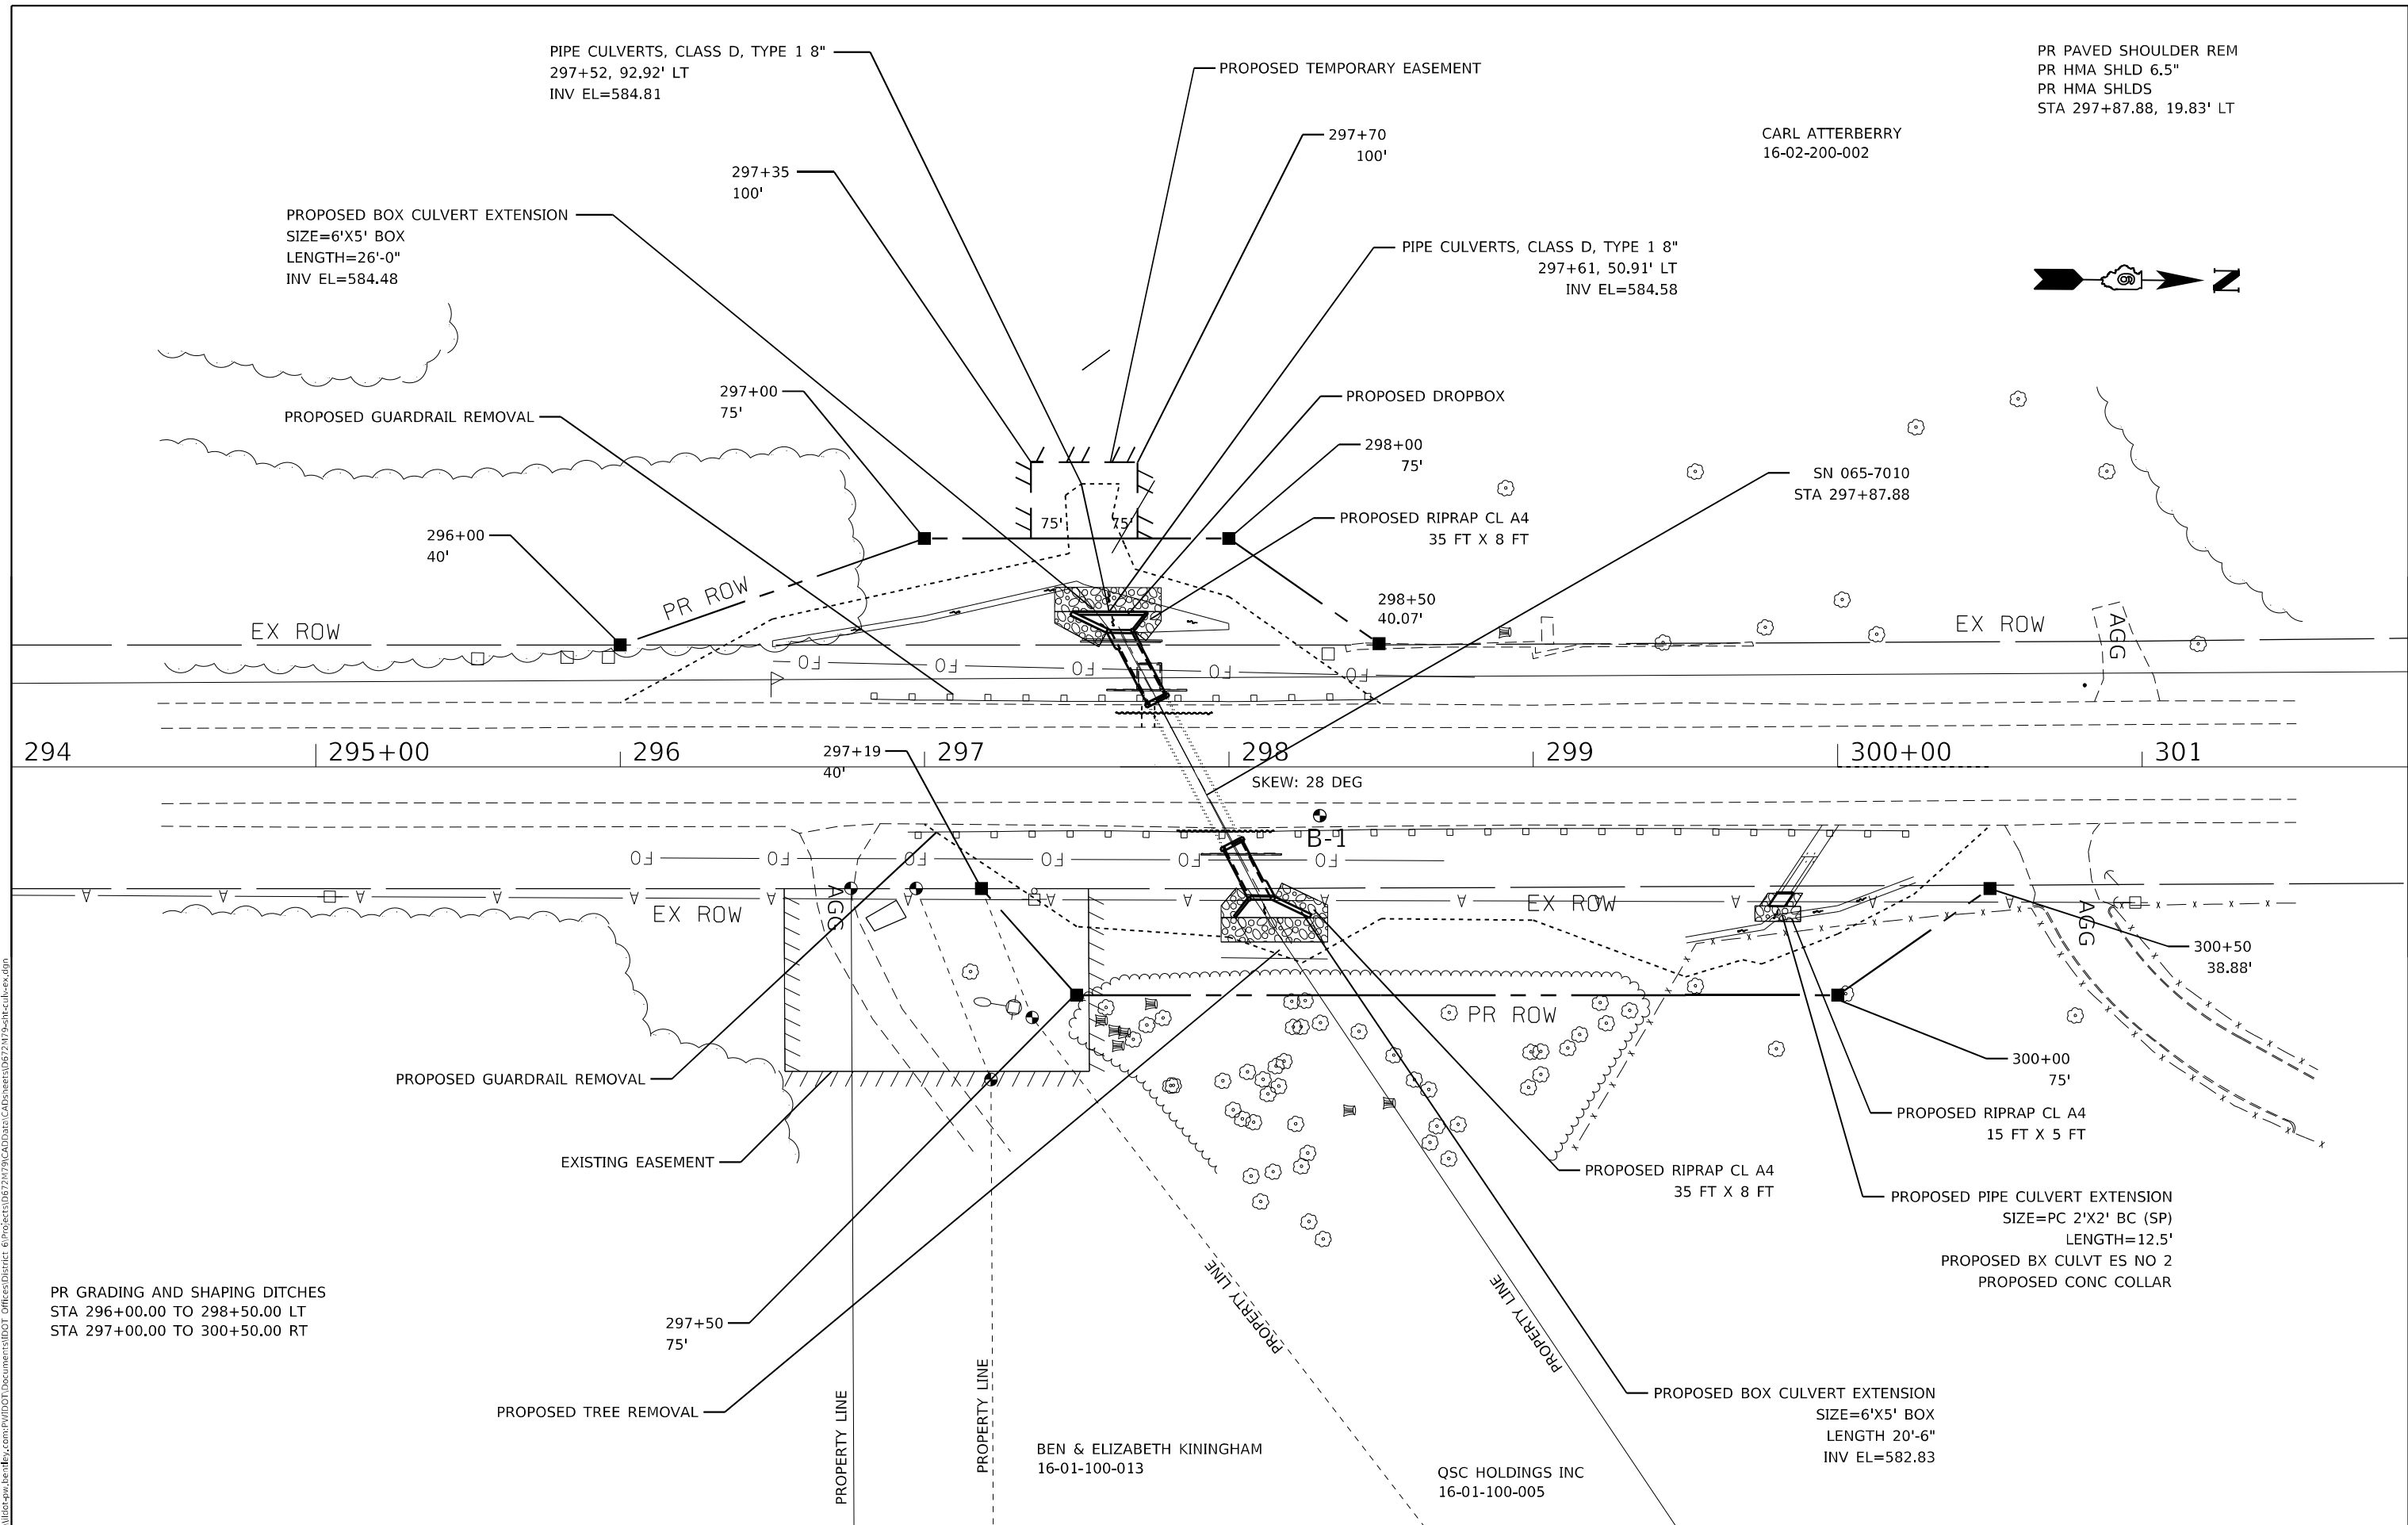 PIPE CULVERTS, CLASS D, TYPE 1 8"
297+52, 92.92' LT
INV EL=584.81
PROPOSED TEMPORARY EASEMENT
PR PAVED SHOULDER REM
PR HMA SHLD 6.5"
PR HMA SHLDS
STA 297+87.88, 19.83' LT
297+70
100'
CARL ATTERBERRY
16-02-200-002
297+35
100'
PROPOSED BOX CULVERT EXTENSION
SIZE=6'X5' BOX
LENGTH=26'-0"
INV EL=584.48
PIPE CULVERTS, CLASS D, TYPE 1 8"
297+61, 50.91' LT
INV EL=584.58
N
297+00
75'
PROPOSED GUARDRAIL REMOVAL
PROPOSED DROPBOX
298+00
75'
SN 065-7010
STA 297+87.88
296+00
40'
75'
75'
PROPOSED RIPRAP CL A4
35 FT X 8 FT
PR ROW
298+50
40.07'
EX ROW
EX ROW
AGG
FO
FO
FO
FO
FO
294
295+00
296
297+19
40'
297
298
299
300+00
301
SKEW: 28 DEG
B-1
FO
FO
FO
FO
FO
FO
AGG
EX ROW
EX ROW
AGG
300+50
38.88'
PR ROW
300+00
75'
PROPOSED GUARDRAIL REMOVAL
PROPOSED RIPRAP CL A4
15 FT X 5 FT
EXISTING EASEMENT
PROPOSED RIPRAP CL A4
35 FT X 8 FT
PROPOSED PIPE CULVERT EXTENSION
SIZE=PC 2'X2' BC (SP)
LENGTH=12.5'
PROPOSED BX CULVT ES NO 2
PROPOSED CONC COLLAR
PR GRADING AND SHAPING DITCHES
STA 296+00.00 TO 298+50.00 LT
STA 297+00.00 TO 300+50.00 RT
297+50
75'
PROPERTY LINE
PROPERTY LINE
PROPERTY LINE
PROPERTY LINE
PROPOSED TREE REMOVAL
PROPOSED BOX CULVERT EXTENSION
SIZE=6'X5' BOX
LENGTH 20'-6"
INV EL=582.83
BEN & ELIZABETH KININGHAM
16-01-100-013
QSC HOLDINGS INC
16-01-100-005